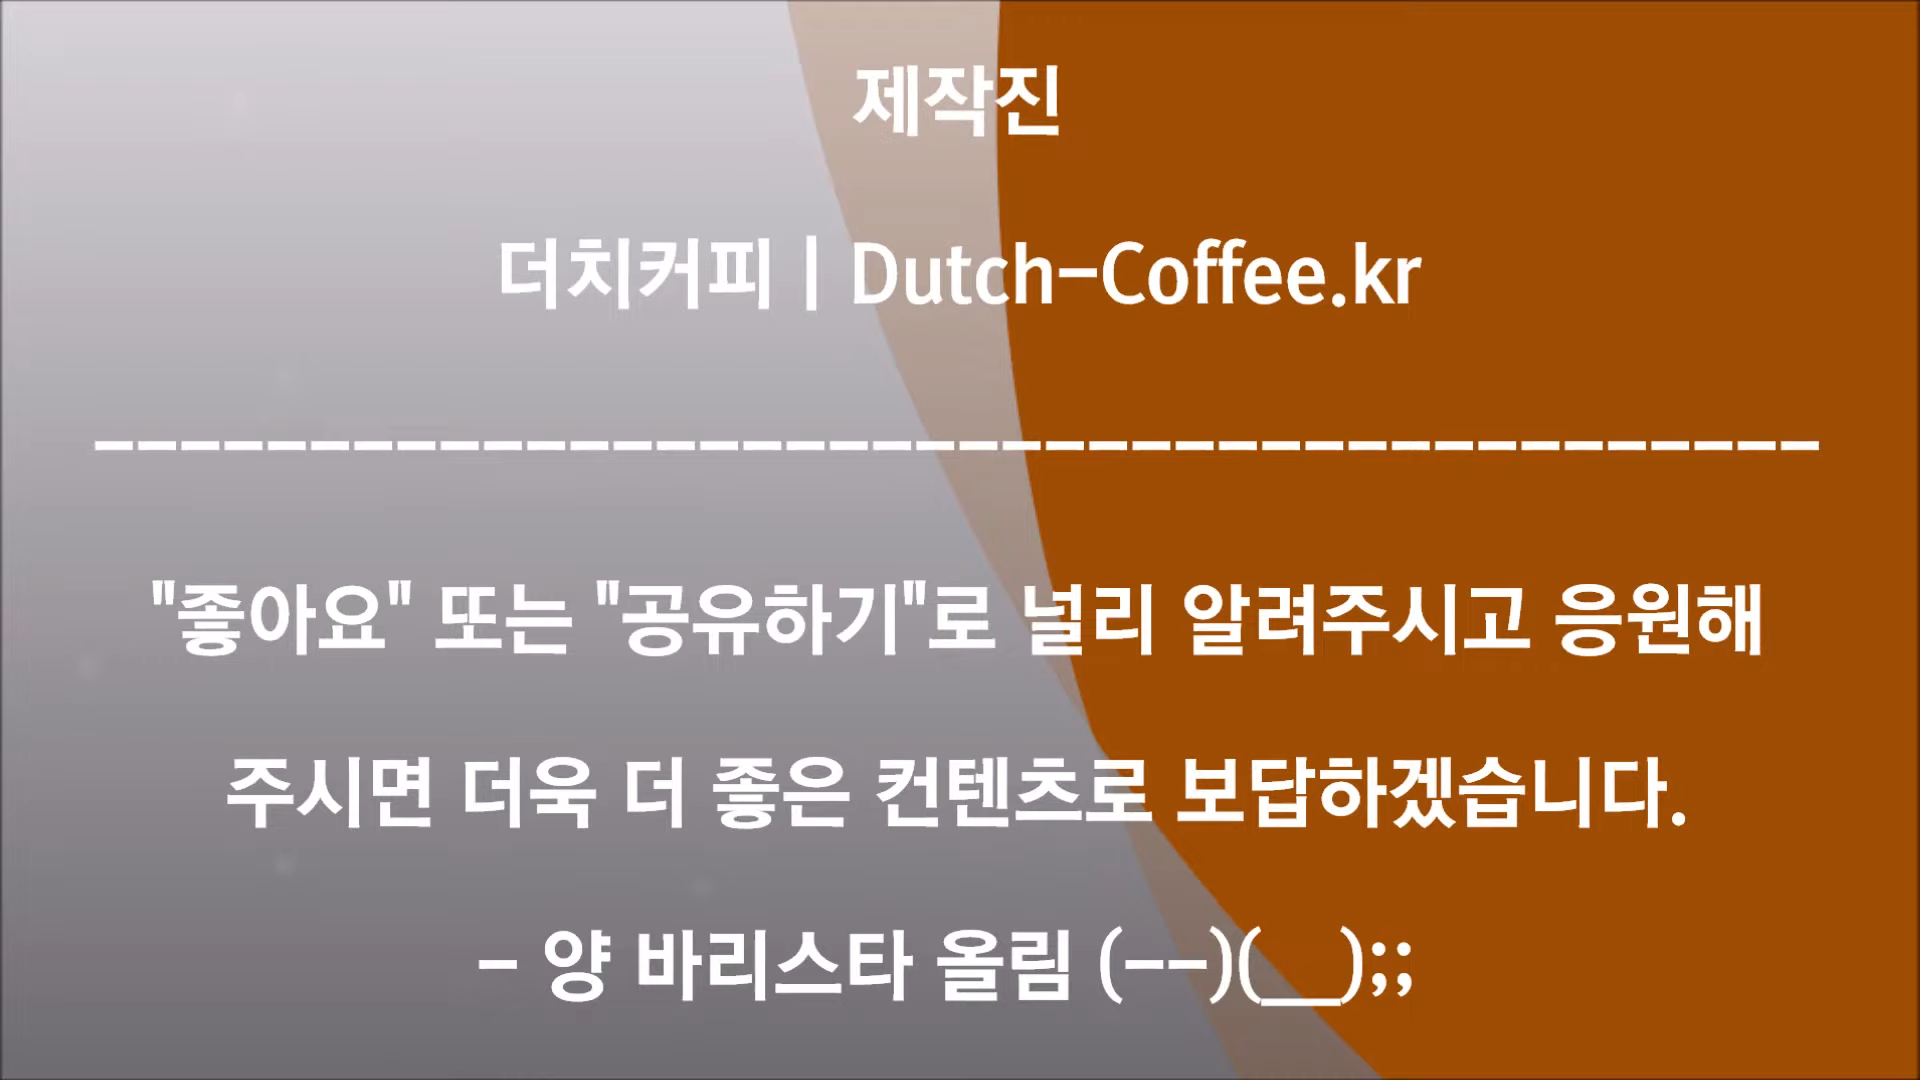 제작진
더치커피 | Dutch-Coffee.kr
----------------------------------------
"좋아요" 또는 "공유하기"로 널리 알려주시고 응원해
주시면 더욱 더 좋은 컨텐츠로 보답하겠습니다.
- 양 바리스타 올림 (--)(__);;